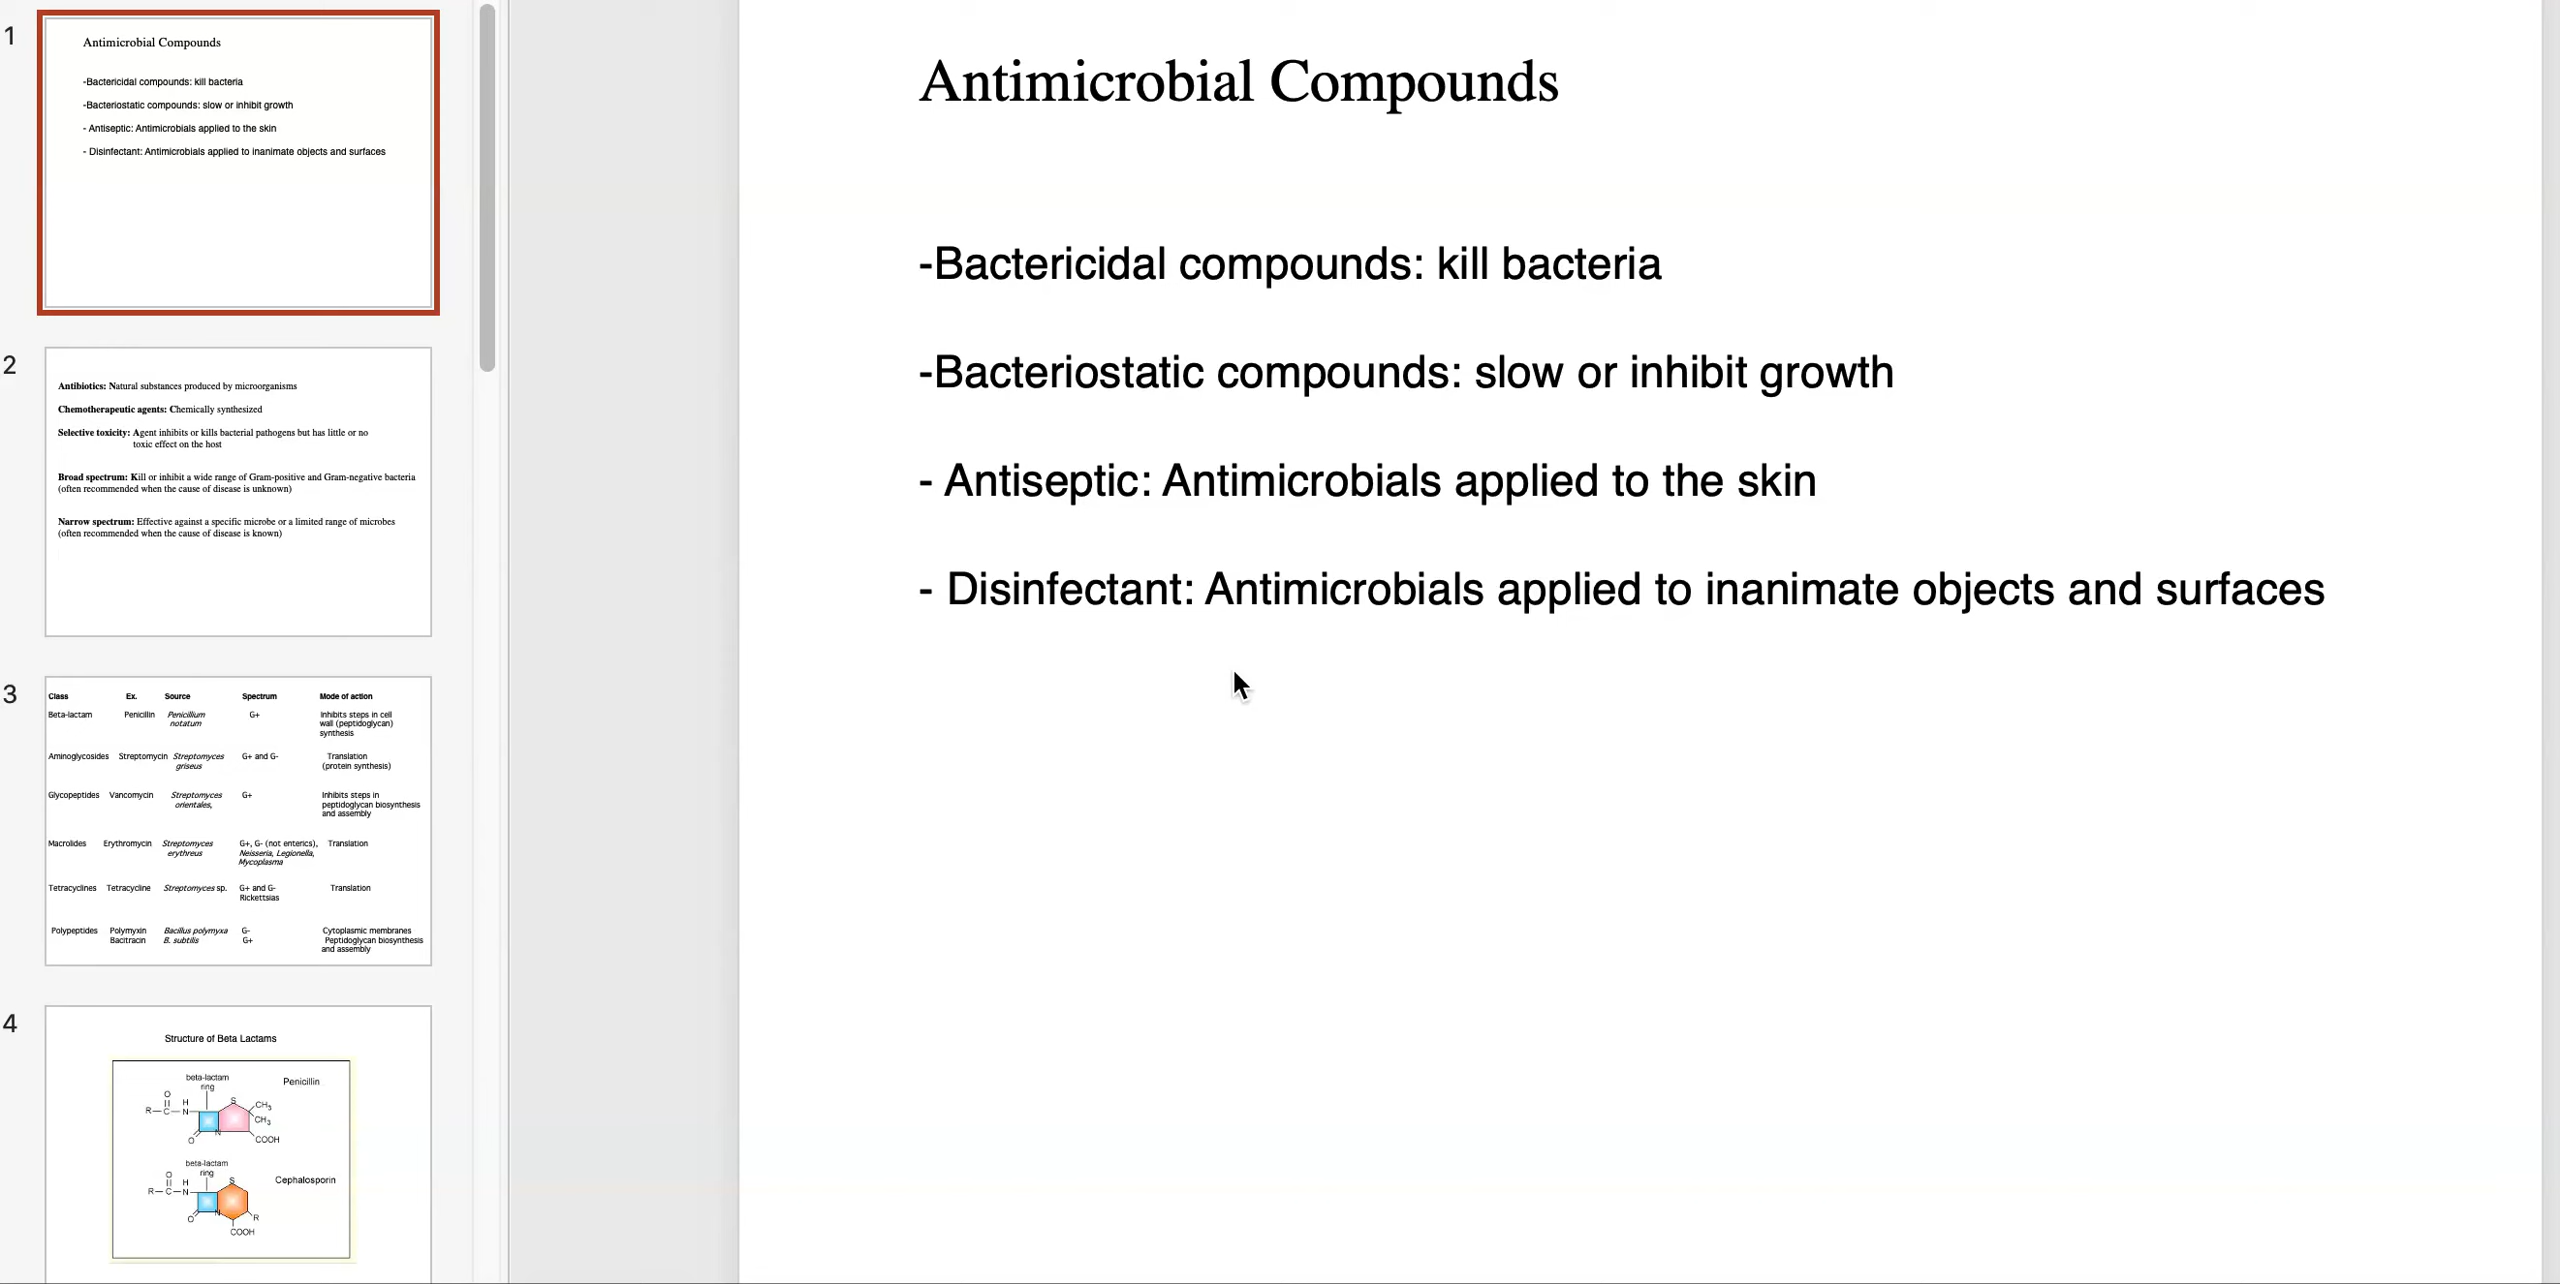 1
Antimicrobial Compounds
-Bactericidal compounds: kill bacteria
-Bacteriostatic compounds: slow or inhibit growth
- Antiseptic: Antimicrobials applied to the skin
- Disinfectant: Antimicrobials applied to inanimate objects and surfaces
2
Antibiotics: Natural substances produced by microorganisms
Chemotherapeutic agents: Chemically synthesized
Selective toxicity: Agent inhibits or kills bacterial pathogens but has little or no
toxic effect on the host
Broad spectrum: Kill or inhibit a wide range of Gram-positive and Gram-negative bacteria
(often recommended when the cause of disease is unknown)
Narrow spectrum: Effective against a specific microbe or a limited range of microbes
(often recommended when the cause of disease is known)
3
Class Ex. Source Spectrum Mode of action
Beta-lactam Penicillin Penicillium G+ Inhibits steps in cell
notatum wall (peptidoglycan)
synthesis
Aminoglycosides Streptomycin Streptomyces G+ and G- Translation
griseus (protein synthesis)
Glycopeptides Vancomycin Streptomyces G+ Inhibits steps in
orientales, peptidoglycan biosynthesis
and assembly
Macrolides Erythromycin Streptomyces G+, G- (not enterics), Translation
erythreus Neisseria, Legionella,
Mycoplasma
Tetracyclines Tetracycline Streptomyces sp. G+ and G- Translation
Rickettsias
Polypeptides Polymyxin Bacillus polymyxa G- Cytoplasmic membranes
Bacitracin B. subtilis G+ Peptidoglycan biosynthesis
and assembly
4
Structure of Beta Lactams
beta-lactam
ring
Penicillin
O
R-C-N
H
S
CH3
CH3
O
N
COOH
beta-lactam
ring
Cephalosporin
O
R-C-N
H
S
O
N
R
COOH
Antimicrobial Compounds
-Bactericidal compounds: kill bacteria
-Bacteriostatic compounds: slow or inhibit growth
- Antiseptic: Antimicrobials applied to the skin
- Disinfectant: Antimicrobials applied to inanimate objects and surfaces